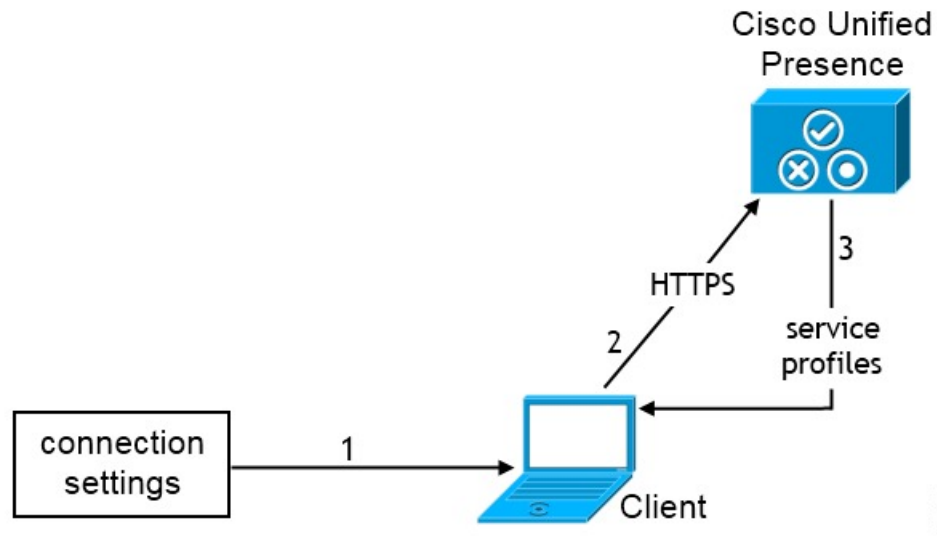 Cisco Unified
Presence
3
HTTPS
service
profiles
2
connection
settings
1
Client